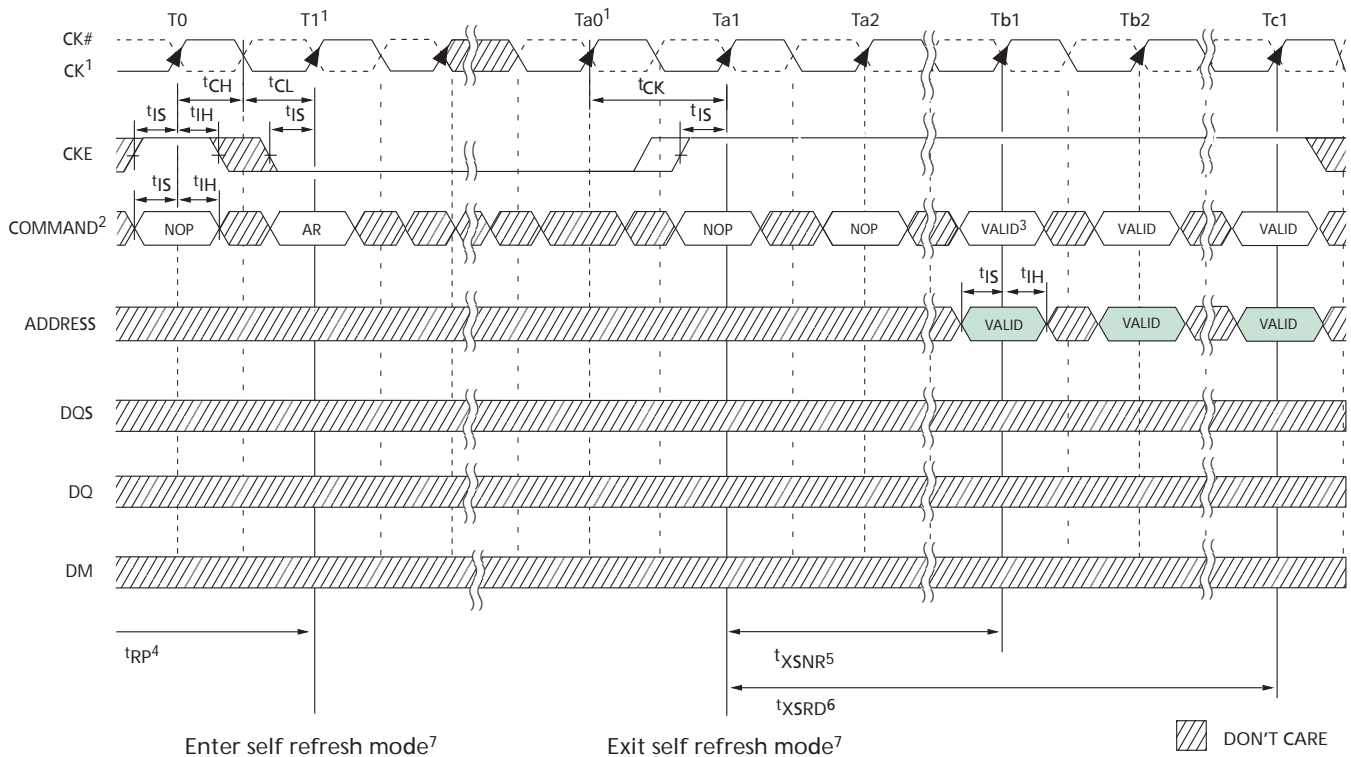 T0 T1¹ Ta0¹ Ta1 Ta2 Tb1 Tb2 Tc1
CK#
CK¹
tCH tCL tCK
tIS tIH tIS tIS
CKE
tIS tIH
COMMAND² NOP AR NOP NOP VALID³ VALID VALID
tIS tIH
ADDRESS VALID VALID VALID
DQS
DQ
DM
tRP⁴ tXSNR⁵
tXSRD⁶
Enter self refresh mode⁷ Exit self refresh mode⁷ DON'T CARE